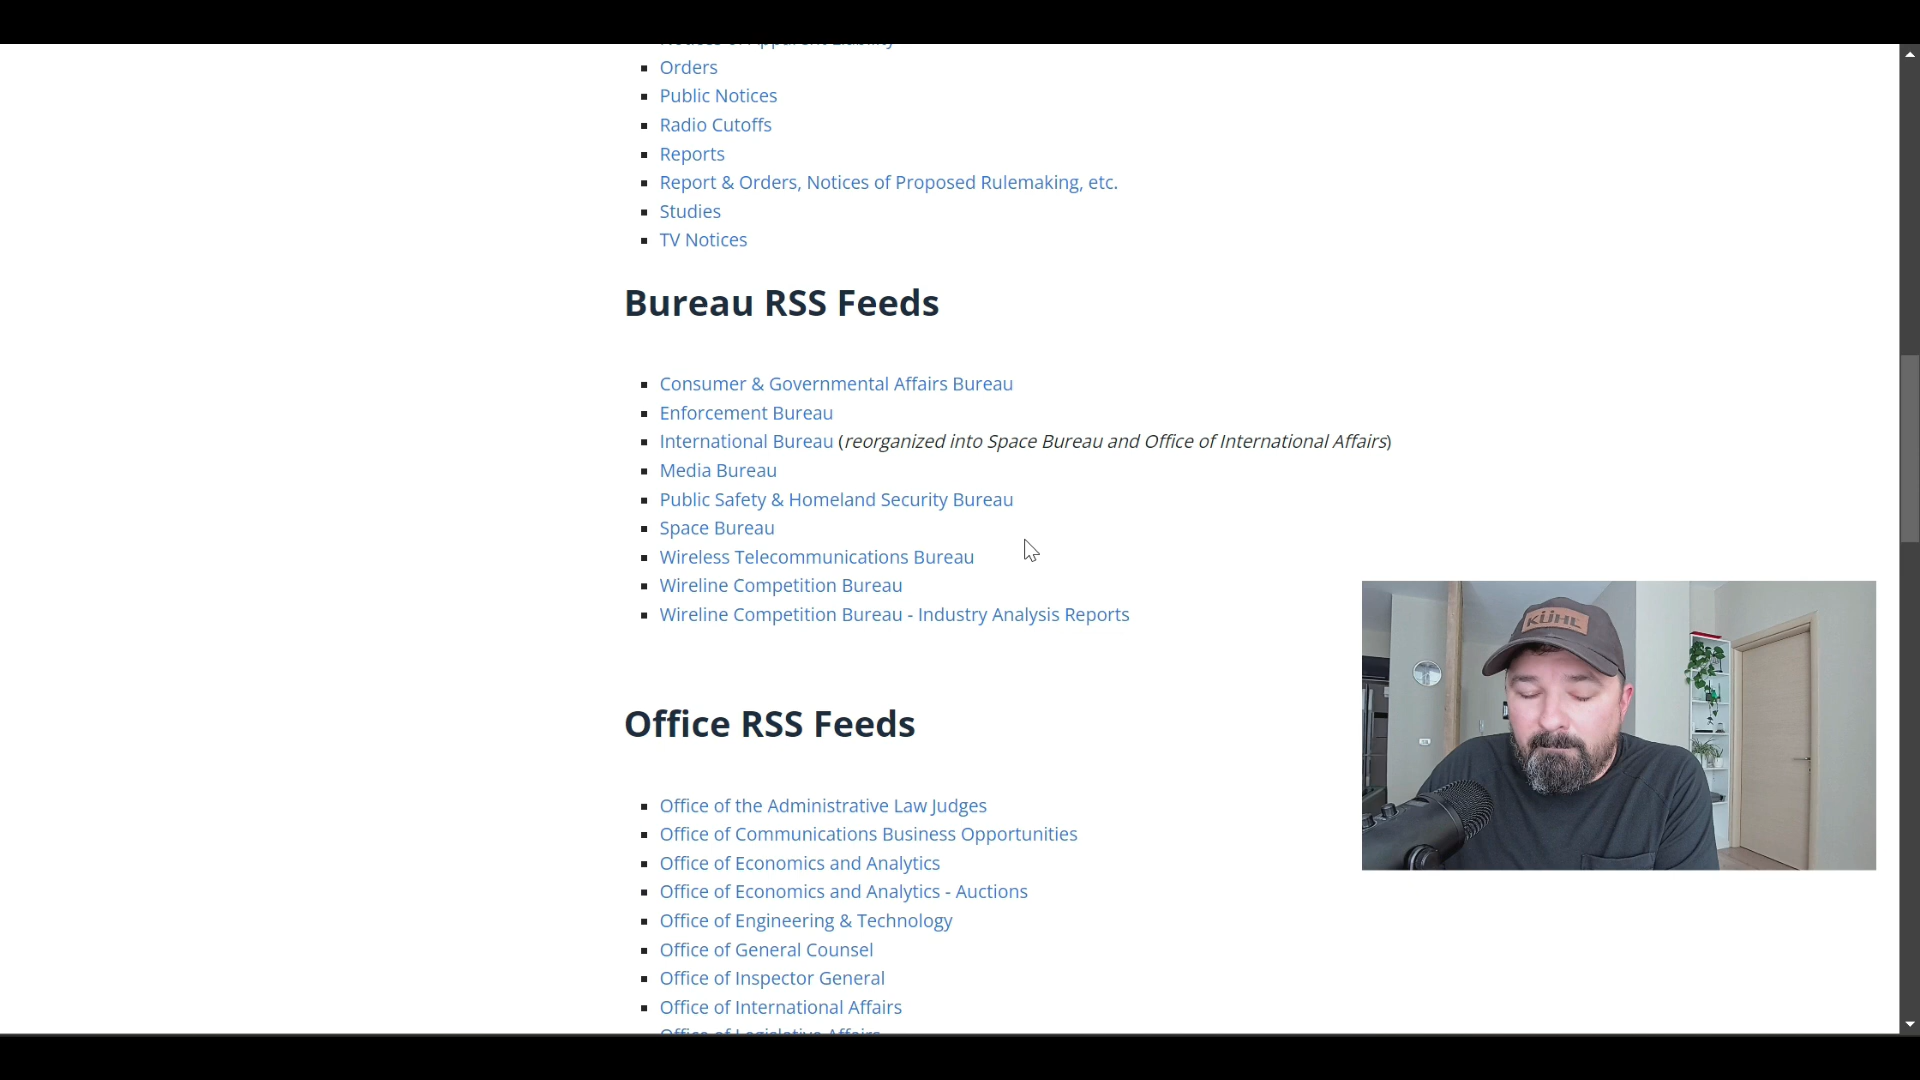 Orders
Public Notices
Radio Cutoffs
Reports
Report & Orders, Notices of Proposed Rulemaking, etc.
Studies
TV Notices
Bureau RSS Feeds
Consumer & Governmental Affairs Bureau
Enforcement Bureau
International Bureau (reorganized into Space Bureau and Office of International Affairs)
Media Bureau
Public Safety & Homeland Security Bureau
Space Bureau
Wireless Telecommunications Bureau
Wireline Competition Bureau
Wireline Competition Bureau - Industry Analysis Reports
KÜHL
Office RSS Feeds
Office of the Administrative Law Judges
Office of Communications Business Opportunities
Office of Economics and Analytics
Office of Economics and Analytics - Auctions
Office of Engineering & Technology
Office of General Counsel
Office of Inspector General
Office of International Affairs
Office of Legislative Affairs